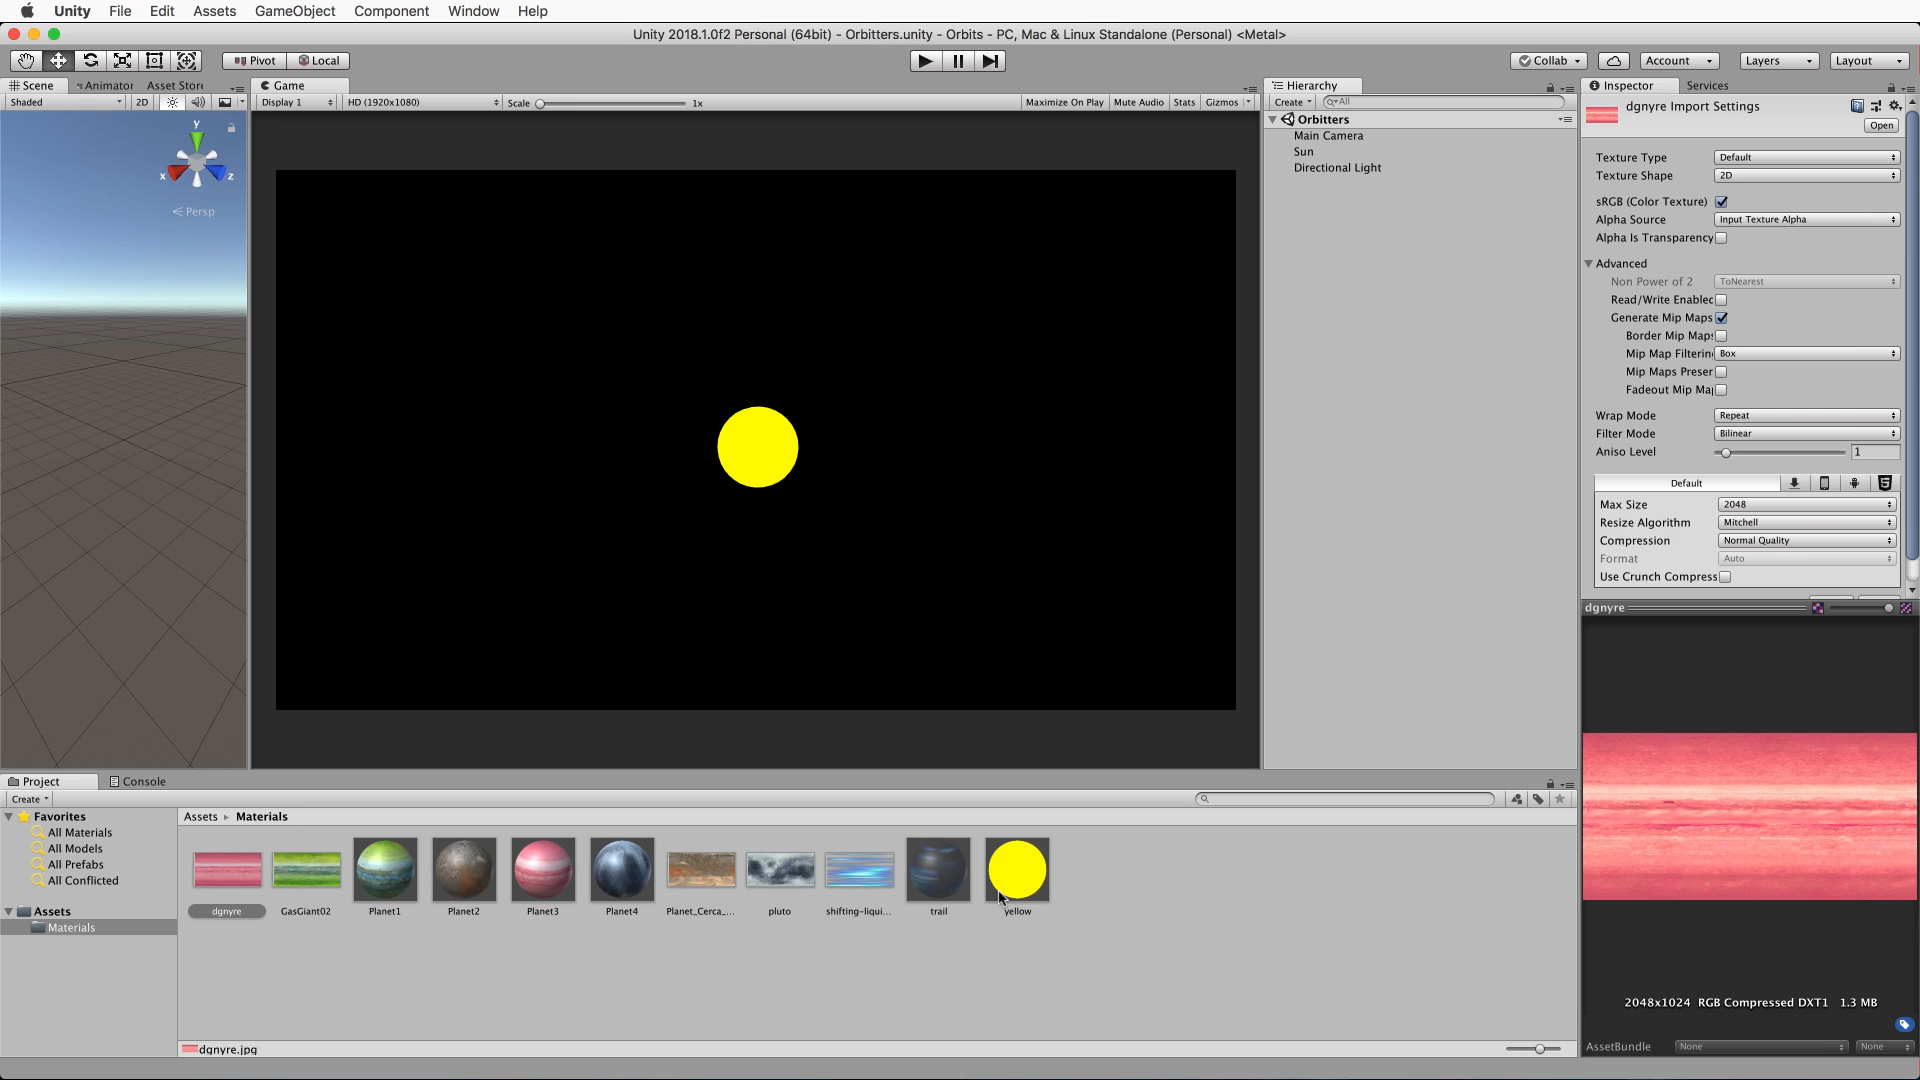 Unity File Edit Assets GameObject Component Window Help
Unity 2018.1.0f2 Personal (64bit) - Orbitters.unity - Orbits - PC, Mac & Linux Standalone (Personal) <Metal>
Pivot Local Collab Account Layers Layout
Scene Animator Asset Store Game Hierarchy Inspector Services
Shaded 2D Display 1 HD (1920x1080) Scale 1x Maximize On Play Mute Audio Stats Gizmos Create All
dgnyre Import Settings
Open
Orbitters
Main Camera
Sun
Directional Light
y
x z
Persp
Texture Type Default
Texture Shape 2D
sRGB (Color Texture)
Alpha Source Input Texture Alpha
Alpha Is Transparency
Advanced
Non Power of 2 ToNearest
Read/Write Enabled
Generate Mip Maps
Border Mip Maps
Mip Map Filterin Box
Mip Maps Preser
Fadeout Mip Ma
Wrap Mode Repeat
Filter Mode Bilinear
Aniso Level 1
Default
Max Size 2048
Resize Algorithm Mitchell
Compression Normal Quality
Format Auto
Use Crunch Compress
dgnyre
Project Console
Create
Favorites
All Materials
All Models
All Prefabs
All Conflicted
Assets
Materials
Assets Materials
dgnyre GasGiant02 Planet1 Planet2 Planet3 Planet4 Planet_Cerca_... pluto shifting-liqui... trail yellow
dgnyre.jpg
2048x1024 RGB Compressed DXT1 1.3 MB
AssetBundle None None